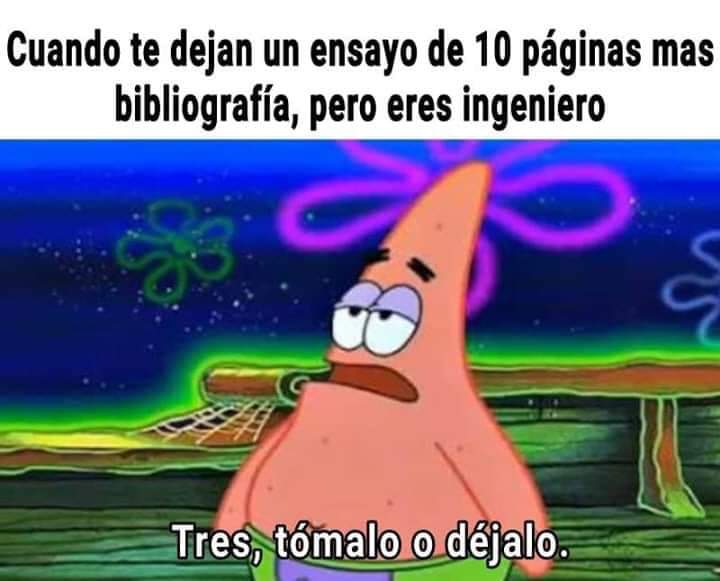 Cuando te dejan un ensayo de 10 páginas mas
bibliografía, pero eres ingeniero
Tres, tómalo o déjalo.